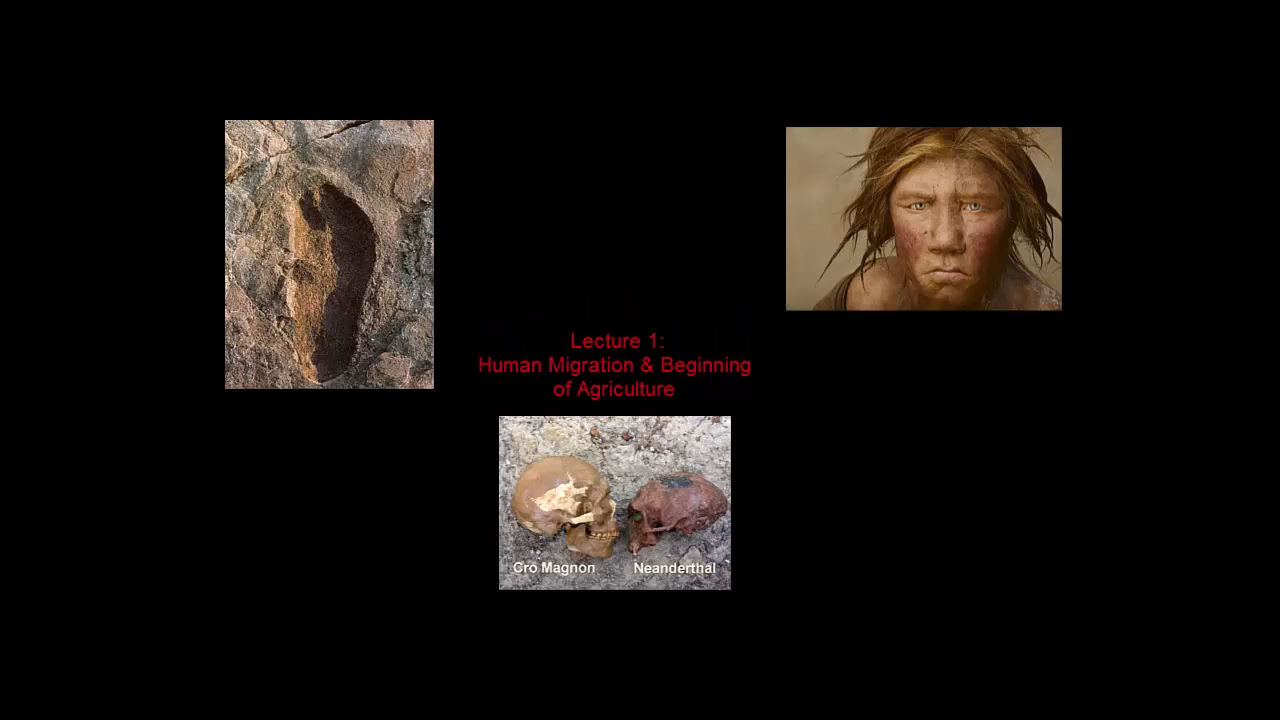 Lecture 1:
Human Migration & Beginning
of Agriculture
Cro Magnon
Neanderthal